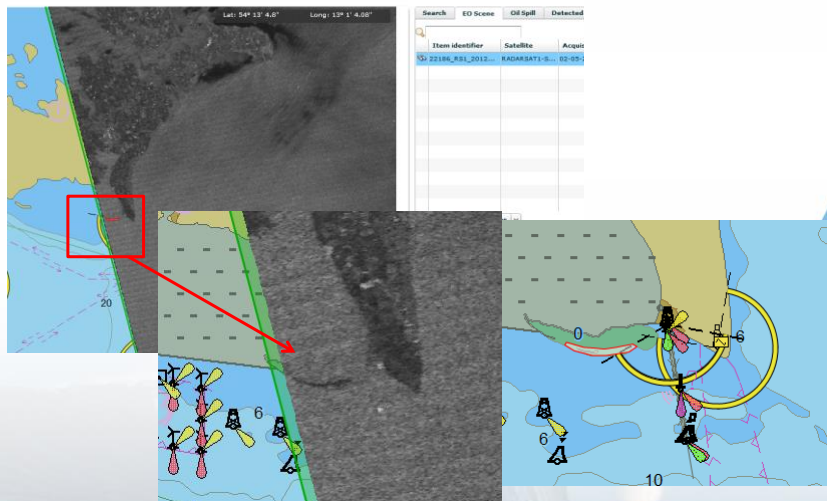 Lat: 54° 13' 4.8" Long: 13° 1' 4.08"
Search EO Scene Oil Spill Detected
Item identifier Satellite Acquis
22186_RS1_2012... RADARSAT1-S... 02-05-2
20
6
0
6
6
10